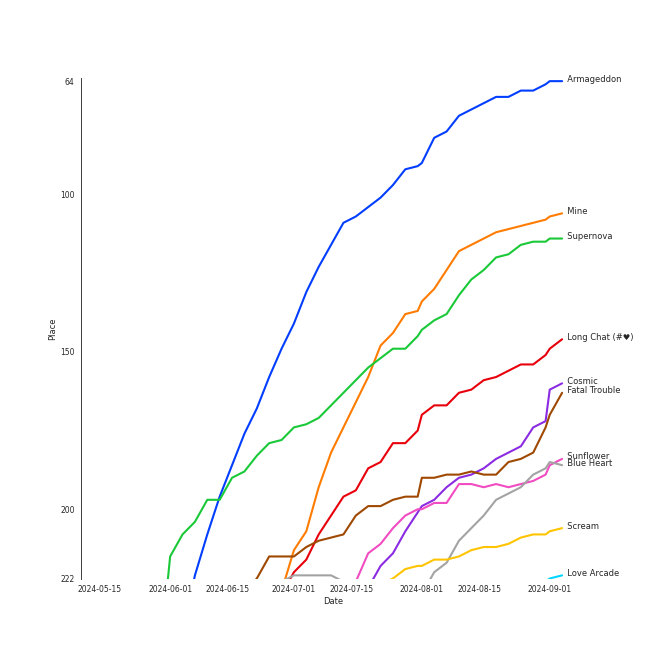 64
Armageddon
100
Mine
Supernova
Place
150
Long Chat (#♥)
Cosmic
Fatal Trouble
200
Sunflower
Blue Heart
Scream
222
Love Arcade
2024-05-15 2024-06-01 2024-06-15 2024-07-01 2024-07-15 2024-08-01 2024-08-15 2024-09-01
Date